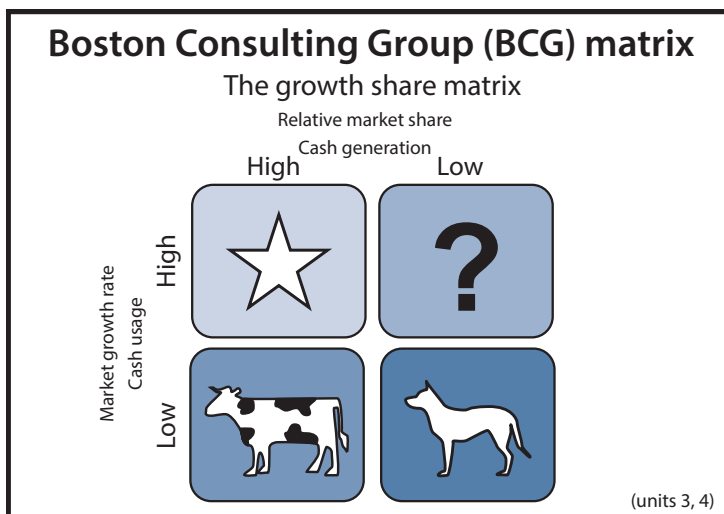 Boston Consulting Group (BCG) matrix
The growth share matrix
Relative market share
Cash generation
High Low
High
?
Market growth rate
Cash usage
Low
(units 3, 4)